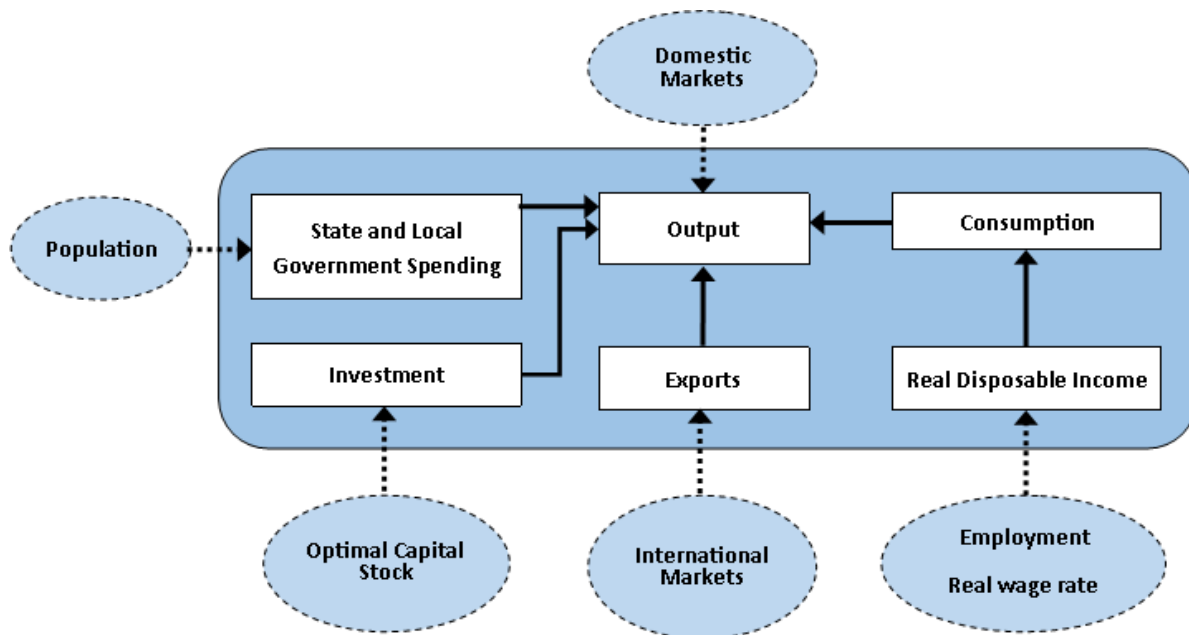 Domestic
Markets
Population
State and Local
Government Spending
Output
Consumption
Investment
Exports
Real Disposable Income
Optimal Capital
Stock
International
Markets
Employment
Real wage rate